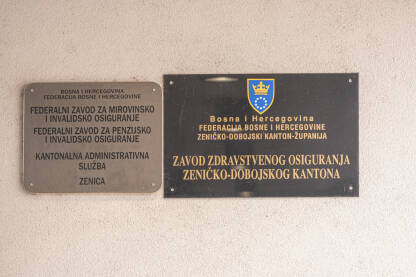 BOSNA I HERCEGOVINA
FEDERACIJA BOSNE I HERCEGOVINE
FEDERALNI ZAVOD ZA MIROVINSKO
I INVALIDSKO OSIGURANJE
FEDERALNI ZAVOD ZA PENZIJSKO
I INVALIDSKO OSIGURANJE
KANTONALNA ADMINISTRATIVNA
SLUŽBA
ZENICA
Bosna i Hercegovina
FEDERACIJA BOSNE I HERCEGOVINE
ZENIČKO-DOBOJSKI KANTON-ŽUPANIJA
ZAVOD ZDRAVSTVENOG OSIGURANJA
ZENIČKO-DOBOJSKOG KANTONA